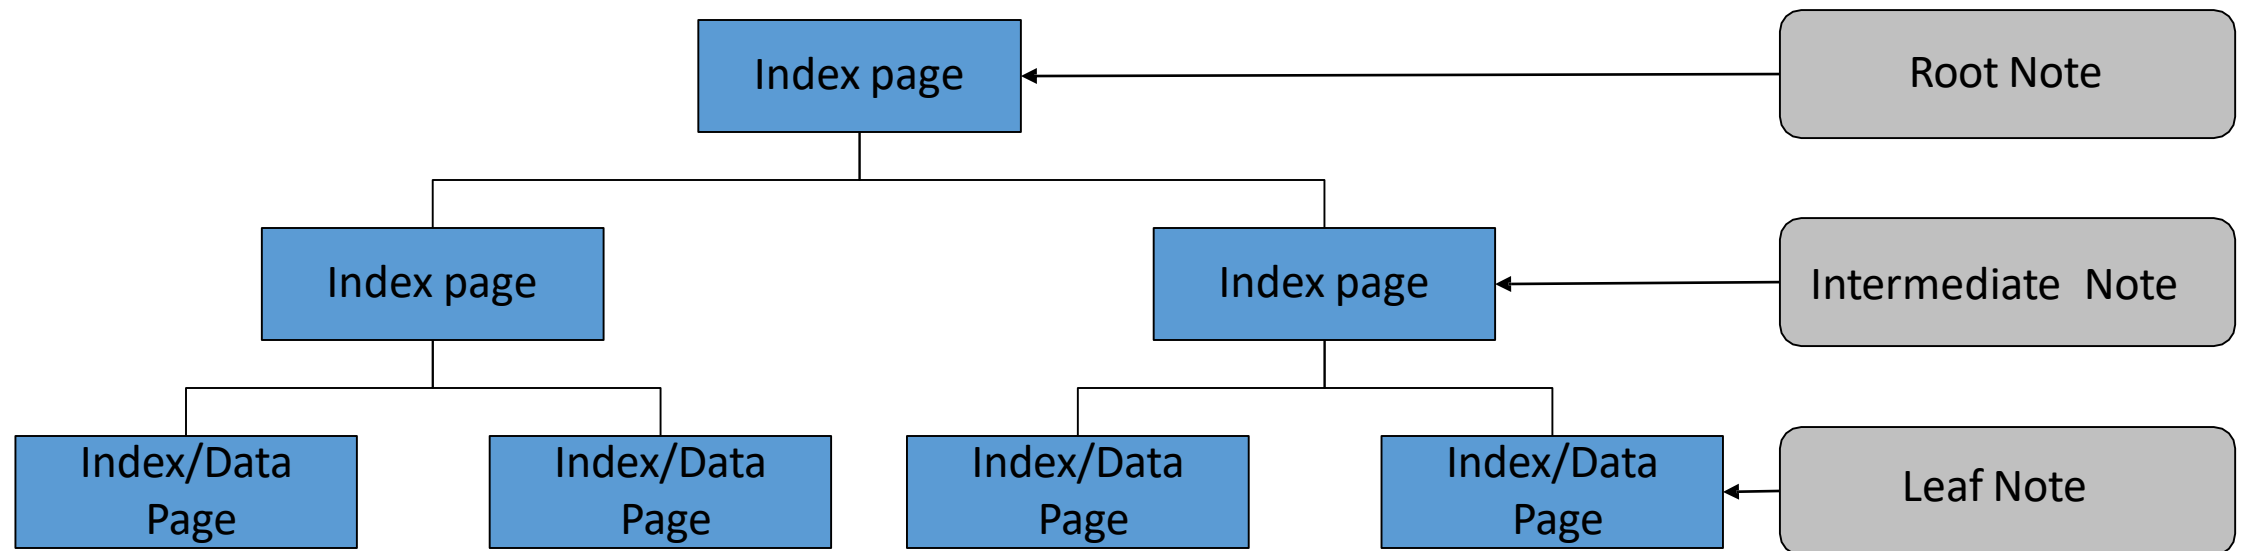 Index page
Root Note
Index page
Index page
Intermediate Note
Index/Data
Page
Index/Data
Page
Index/Data
Page
Index/Data
Page
Leaf Note